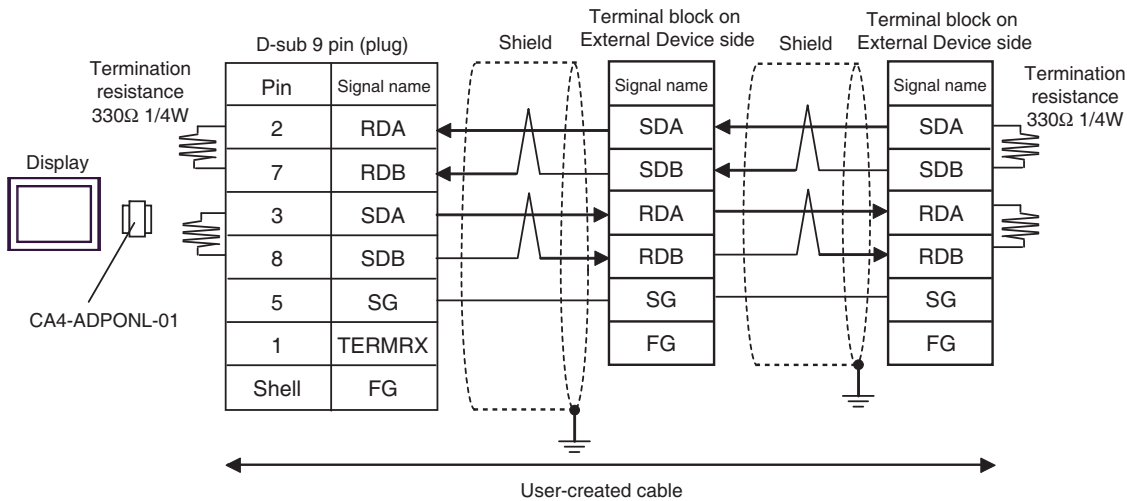 Terminal block on
External Device side
Terminal block on
External Device side
D-sub 9 pin (plug)
Shield
Shield
Termination
resistance
330Ω 1/4W
Termination
resistance
330Ω 1/4W
Display
CA4-ADPONL-01
Pin Signal name
2 RDA
7 RDB
3 SDA
8 SDB
5 SG
1 TERMRX
Shell FG
Signal name
SDA
SDB
RDA
RDB
SG
FG
Signal name
SDA
SDB
RDA
RDB
SG
FG
User-created cable